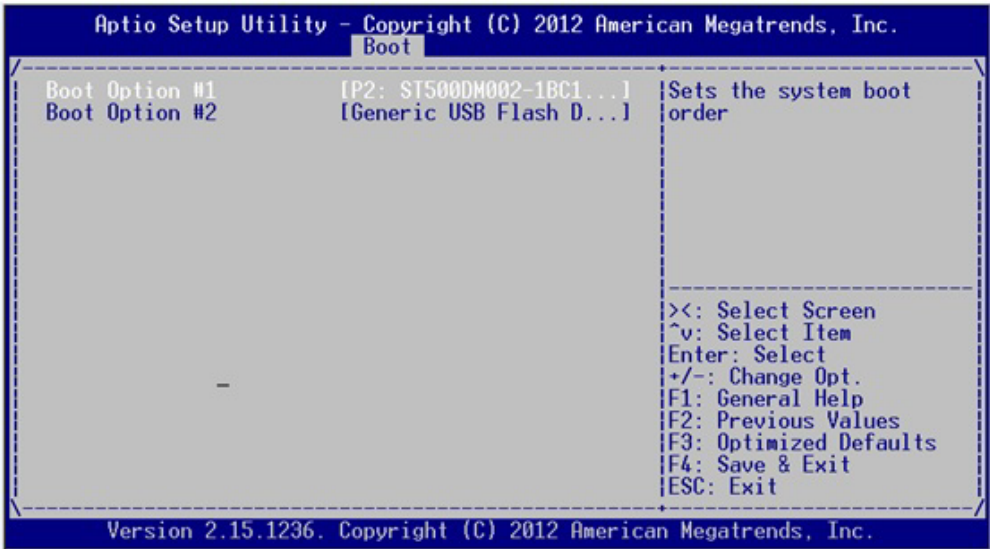 Aptio Setup Utility - Copyright (C) 2012 American Megatrends, Inc.
Boot
Boot Option #1 [P2: ST500DM002-1BC1...]
Boot Option #2 [Generic USB Flash D...]
Sets the system boot
order
><: Select Screen
^v: Select Item
Enter: Select
+/-: Change Opt.
F1: General Help
F2: Previous Values
F3: Optimized Defaults
F4: Save & Exit
ESC: Exit
Version 2.15.1236. Copyright (C) 2012 American Megatrends, Inc.